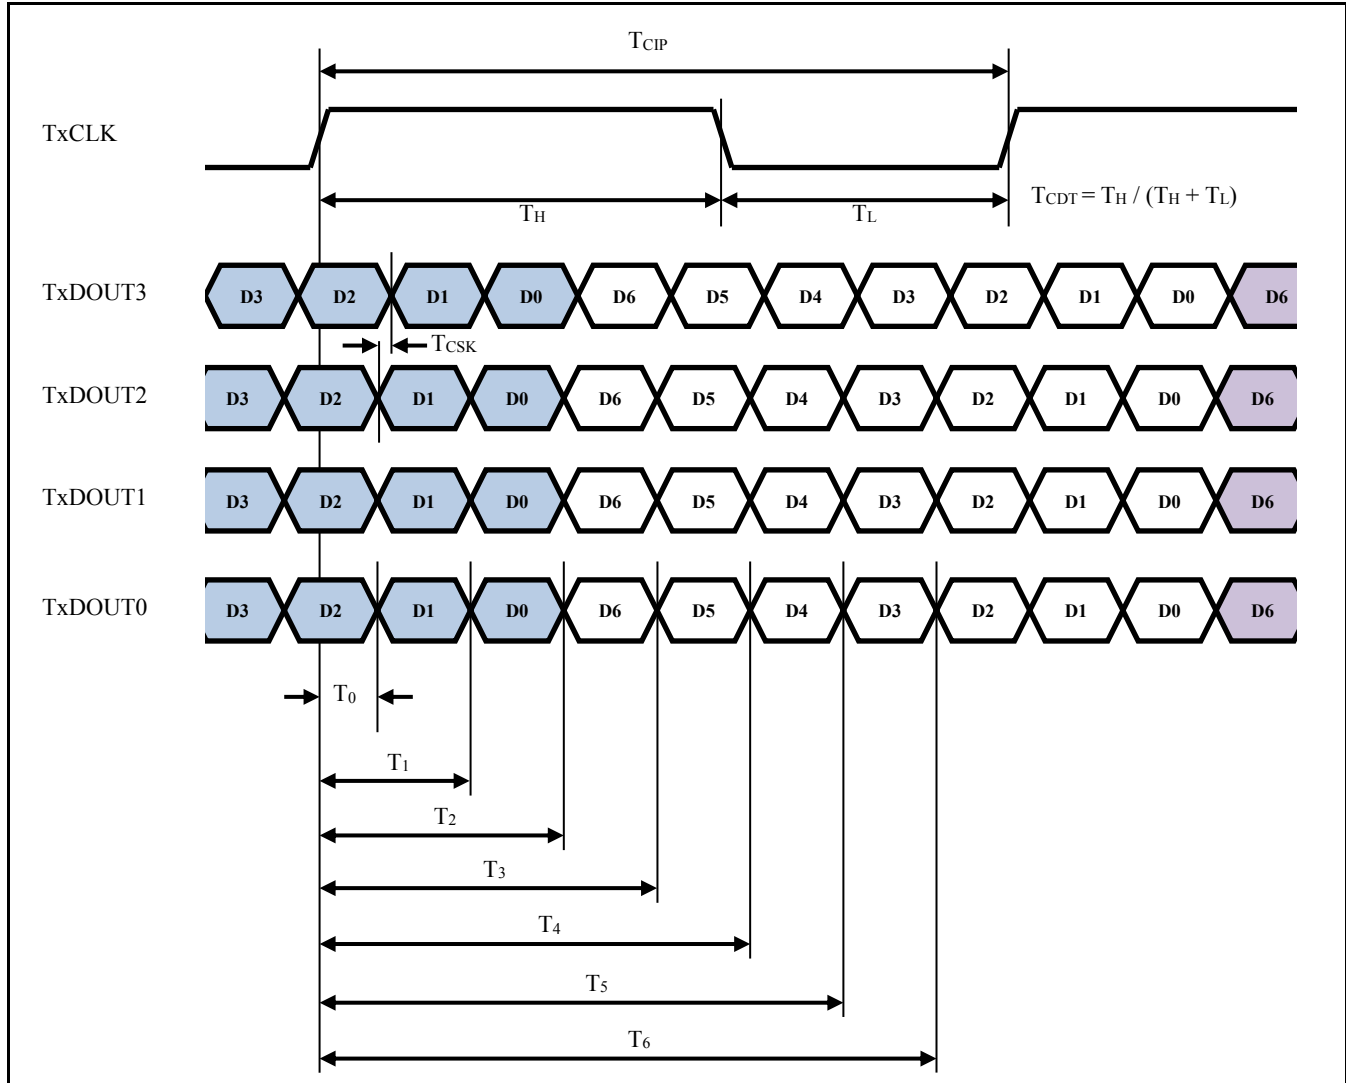 TCIP
TxCLK
TH
TL
TCDT = TH / (TH + TL)
TxDOUT3
D3 D2 D1 D0 D6 D5 D4 D3 D2 D1 D0 D6
TCSK
TxDOUT2
D3 D2 D1 D0 D6 D5 D4 D3 D2 D1 D0 D6
TxDOUT1
D3 D2 D1 D0 D6 D5 D4 D3 D2 D1 D0 D6
TxDOUT0
D3 D2 D1 D0 D6 D5 D4 D3 D2 D1 D0 D6
T0
T1
T2
T3
T4
T5
T6